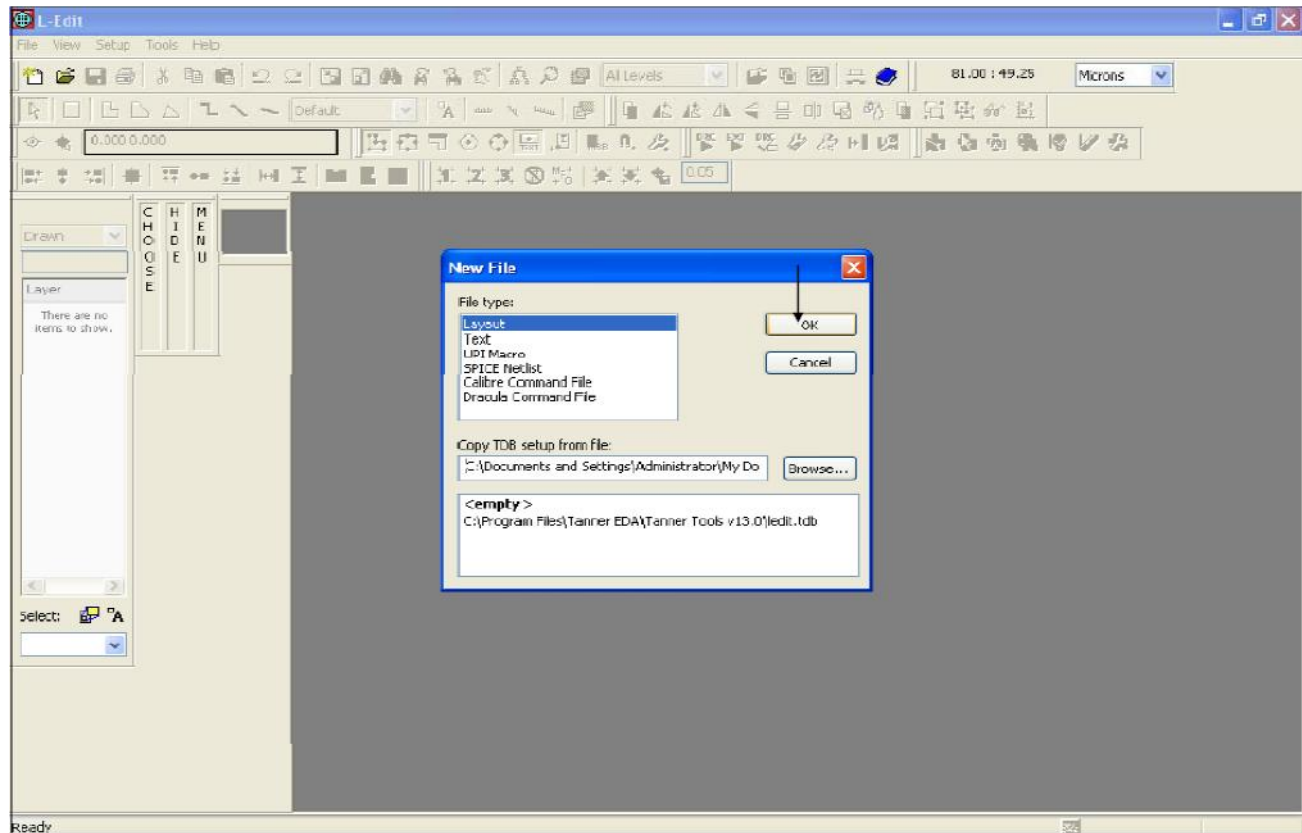 L-Edit
File View Setup Tools Help
All Levels
81.00 : 49.25
Microns
Default
0.000 0.000
0.05
Drawn
CHOOSE
HIDE
MENU
Layer
There are no
items to show.
Select:
New File
File type:
Layout
Text
UPI Macro
SPICE Netlist
Calibre Command File
Dracula Command File
OK
Cancel
Copy TDB setup from file:
C:\Documents and Settings\Administrator\My Do
Browse...
<empty>
C:\Program Files\Tanner EDA\Tanner Tools v13.0\ledit.tdb
Ready